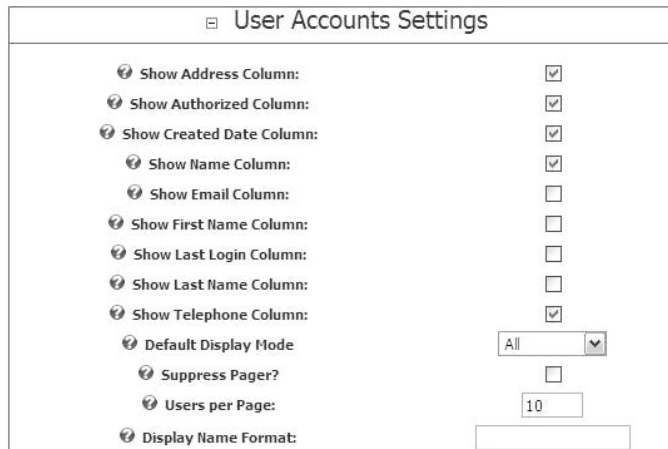 User Accounts Settings
Show Address Column:
Show Authorized Column:
Show Created Date Column:
Show Name Column:
Show Email Column:
Show First Name Column:
Show Last Login Column:
Show Last Name Column:
Show Telephone Column:
Default Display Mode All
Suppress Pager?
Users per Page: 10
Display Name Format: